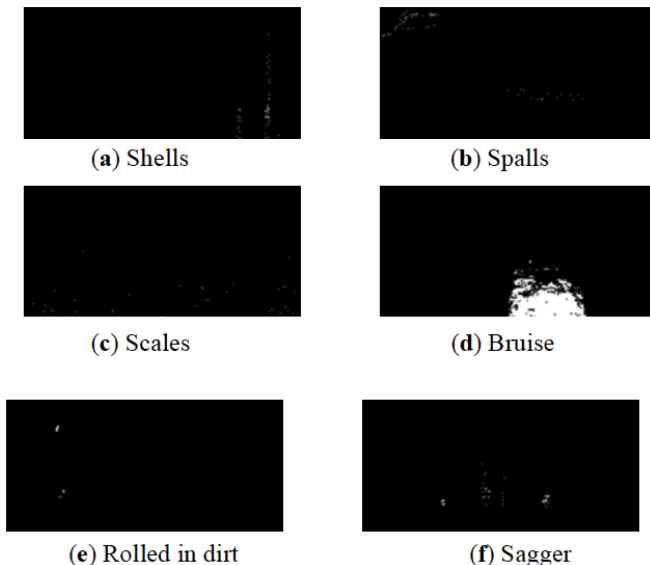 (a) Shells
(b) Spalls
(c) Scales
(d) Bruise
(e) Rolled in dirt
(f) Sagger